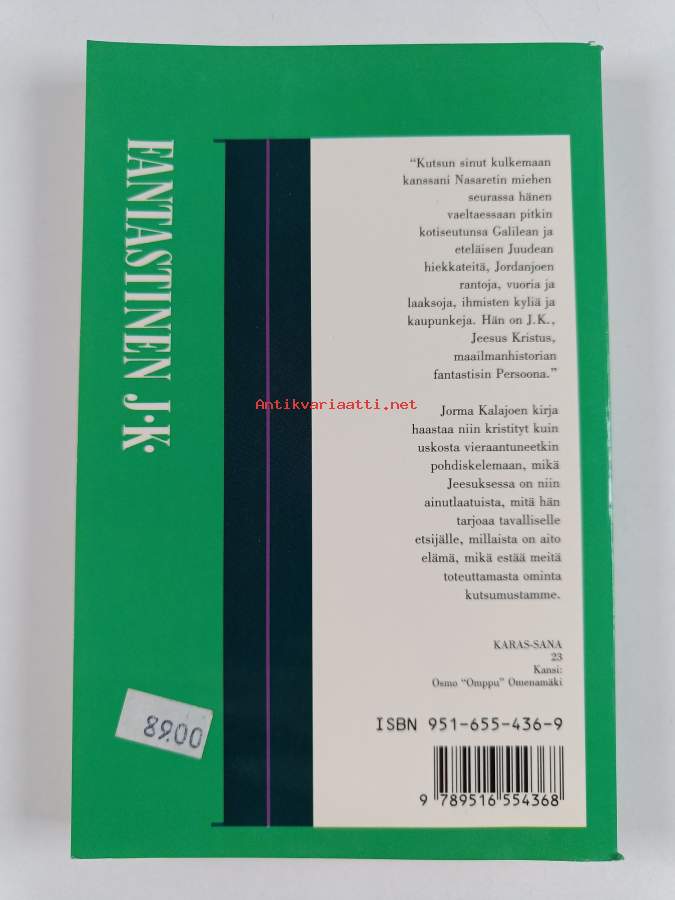 FANTASTINEN J·K·
“Kutsun sinut kulkemaan
kanssani Nasaretin miehen
seurassa hänen
vaeltaessaan pitkin
kotiseutunsa Galilean ja
eteläisen Juudean
hiekkateitä, Jordanjoen
rantoja, vuoria ja
laaksoja, ihmisten kyliä ja
kaupunkeja. Hän on J.K.,
Jeesus Kristus,
maailmanhistorian
fantastisin Persoona.”
Antikvariaatti.net
Jorma Kalajoen kirja
haastaa niin kristityt kuin
uskosta vieraantuneetkin
pohdiskelemaan, mikä
Jeesuksessa on niin
ainutlaatuista, mitä hän
tarjoaa tavalliselle
etsijälle, millaista on aito
elämä, mikä estää meitä
toteuttamasta ominta
kutsumustamme.
KARAS-SANA
23
Kansi:
Osmo “Omppu” Omenamäki
89.00
ISBN 951-655-436-9
9 789516 554368